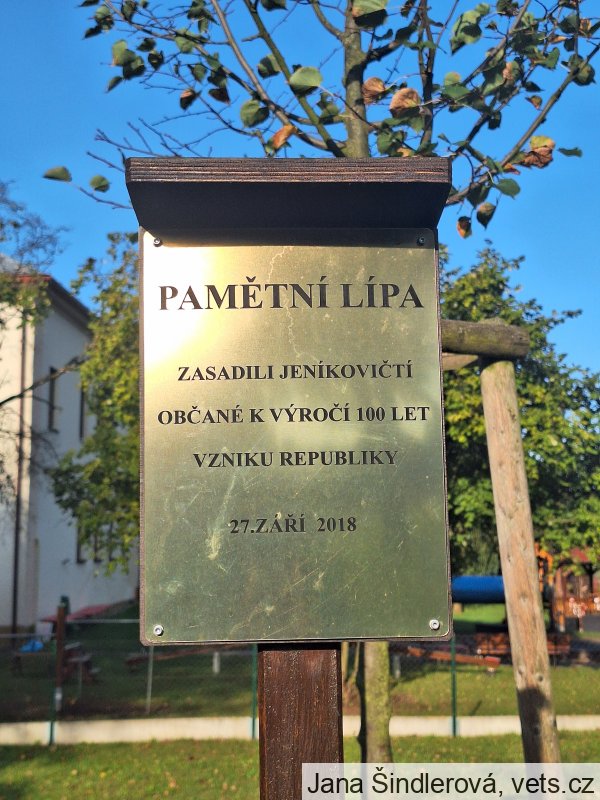 PAMĚTNÍ LÍPA
ZASADILI JENÍKOVIČTÍ
OBČANÉ K VÝROČÍ 100 LET
VZNIKU REPUBLIKY
27.ZÁŘÍ 2018
Jana Šindlerová, vets.cz